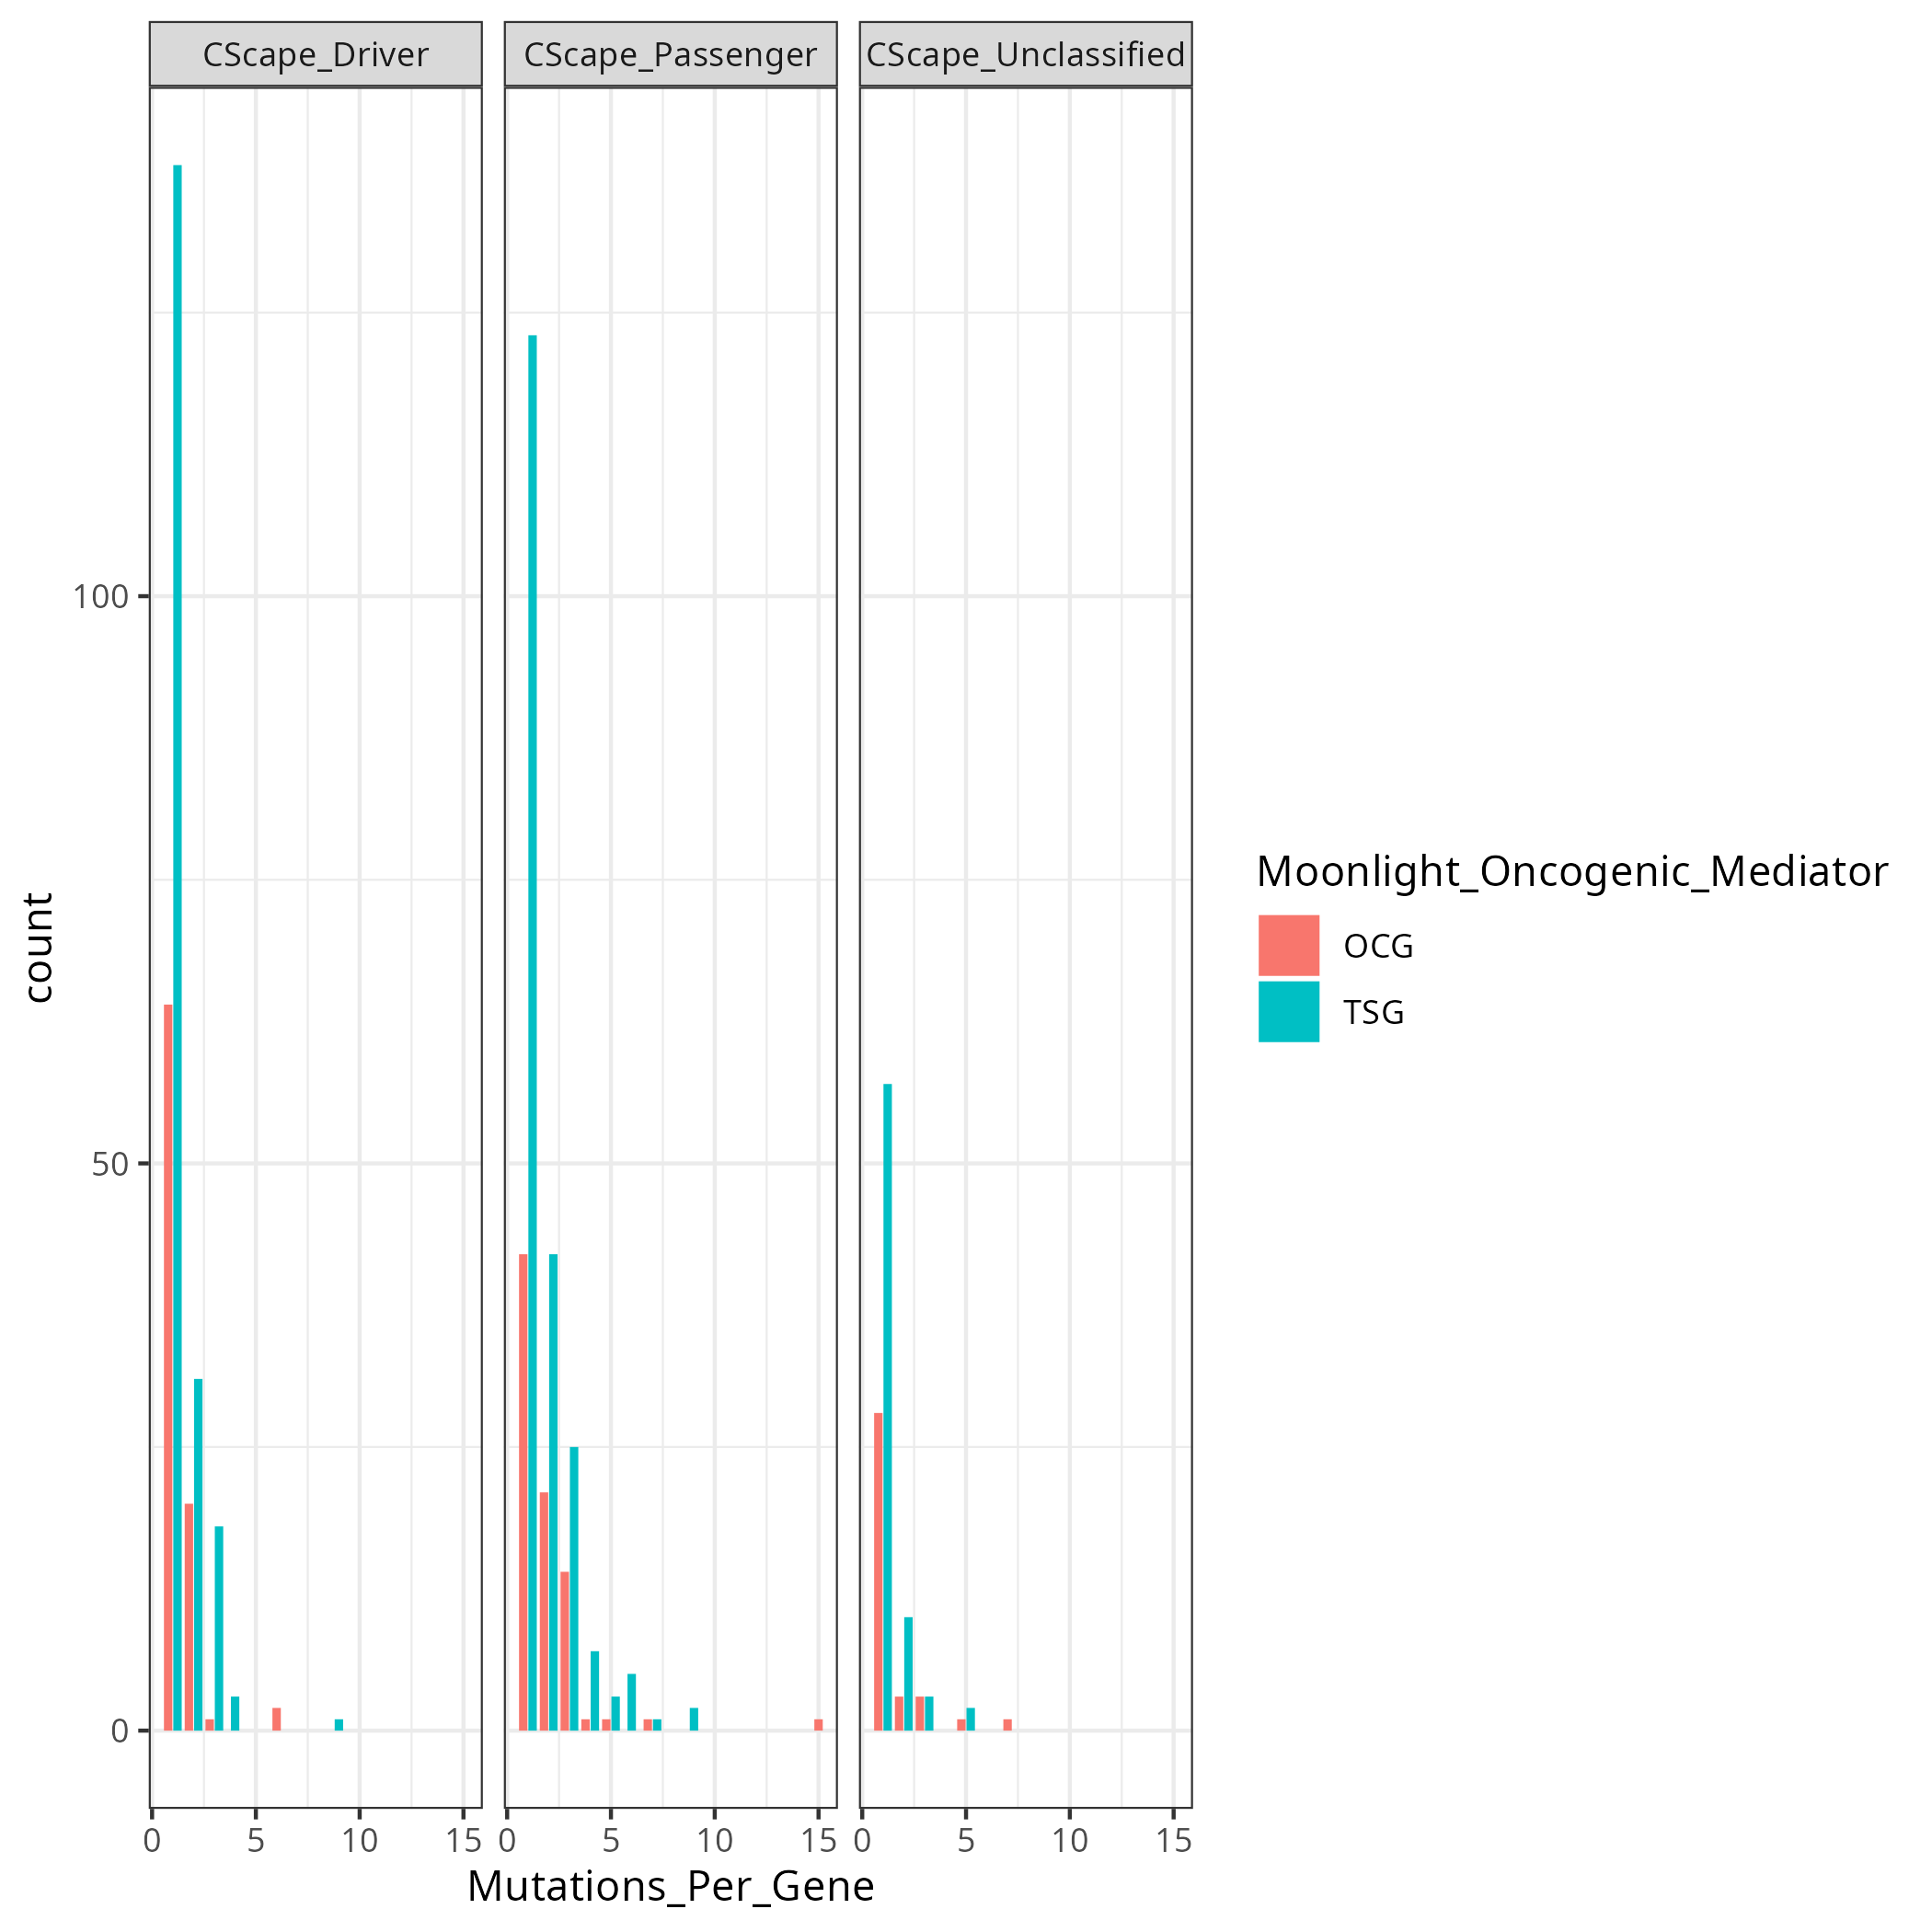 CScape_Driver
CScape_Passenger
CScape_Unclassified
count
100
50
0
0 5 10 15
0 5 10 15
0 5 10 15
Mutations_Per_Gene
Moonlight_Oncogenic_Mediator
OCG
TSG